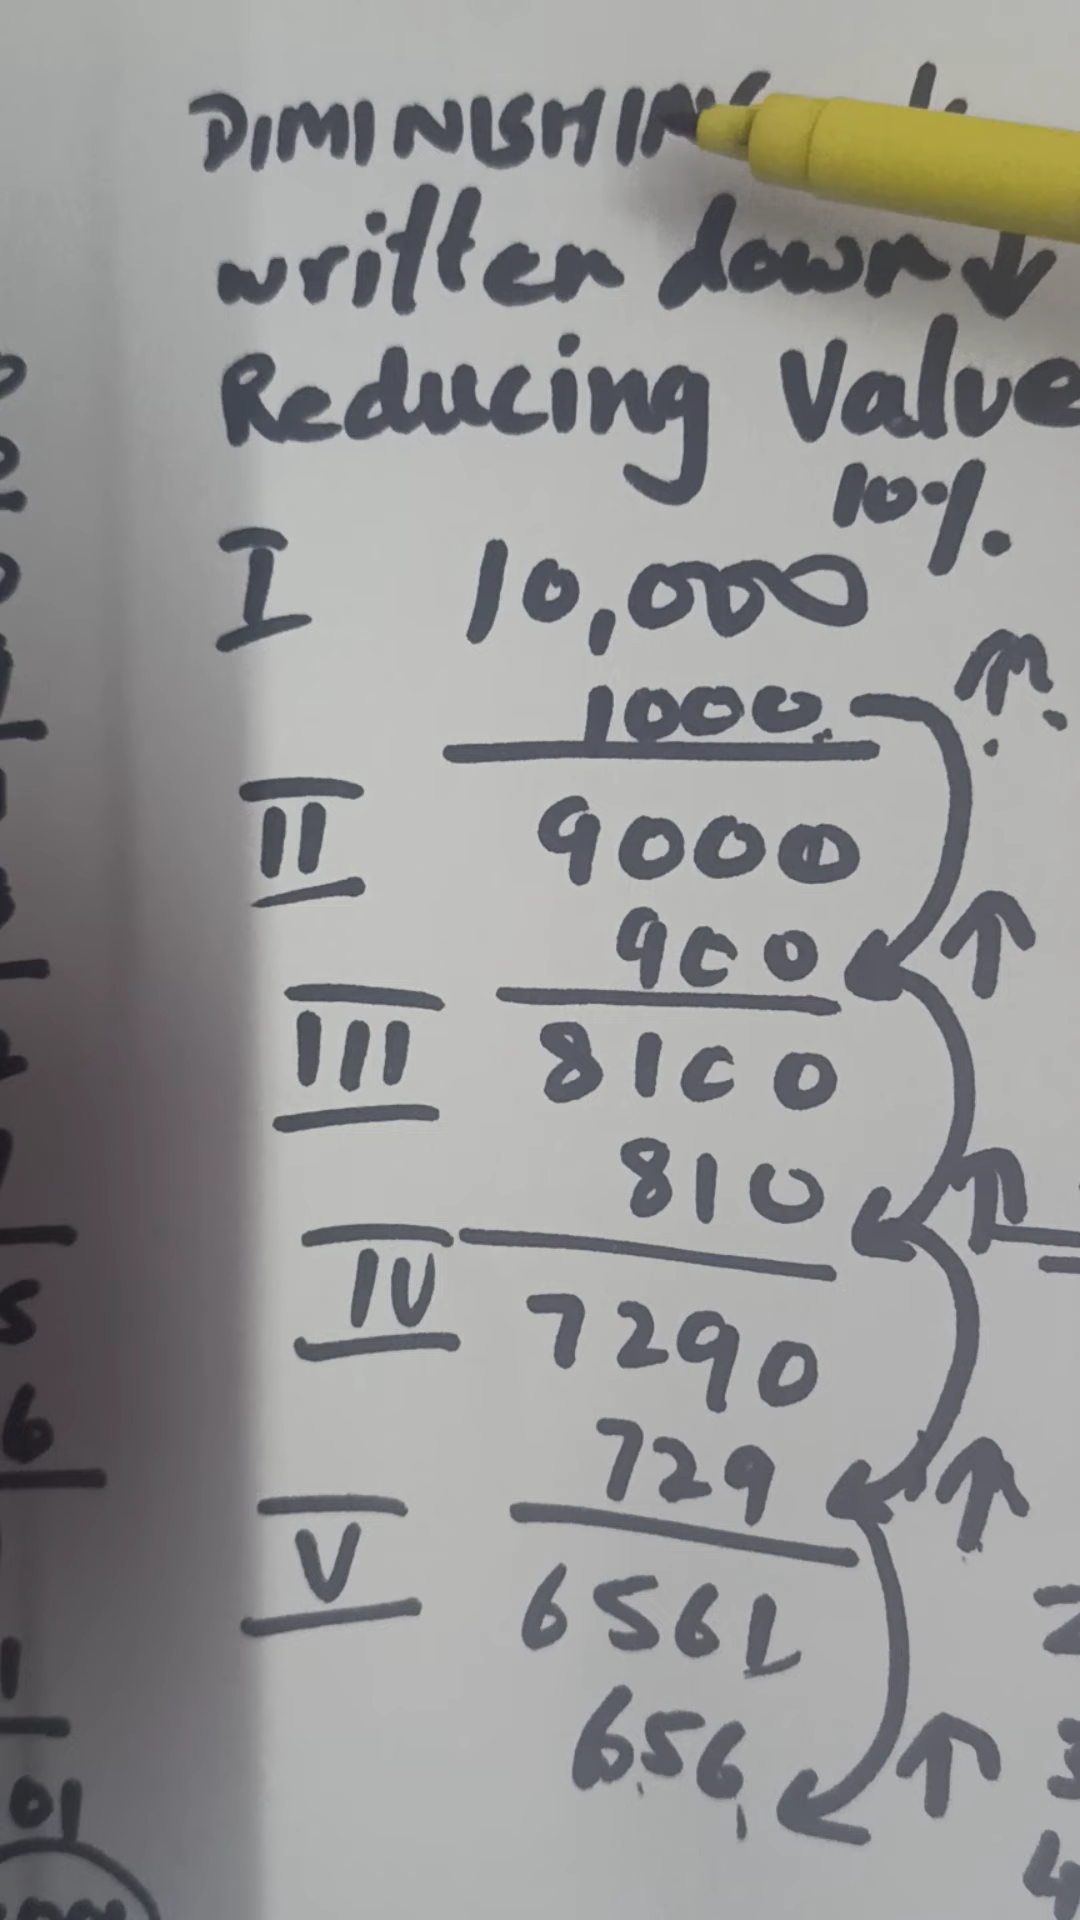 DIMINISHING
written down ↓
Reducing Value
10%.
I 10,000
1000
II 9000
900
III 8100
810
IV 7290
729
V 6561
656